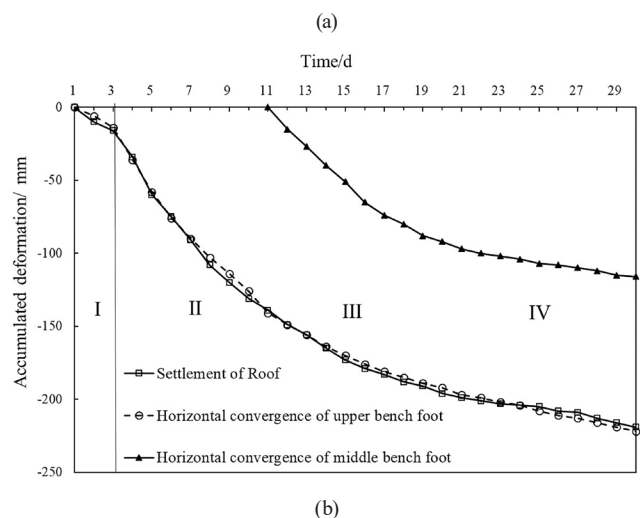 (a)
Time/d
1 3 5 7 9 11 13 15 17 19 21 23 25 27 29
0
-50
-100
-150
-200
-250
Accumulated deformation/ mm
I II III IV
Settlement of Roof
Horizontal convergence of upper bench foot
Horizontal convergence of middle bench foot
(b)